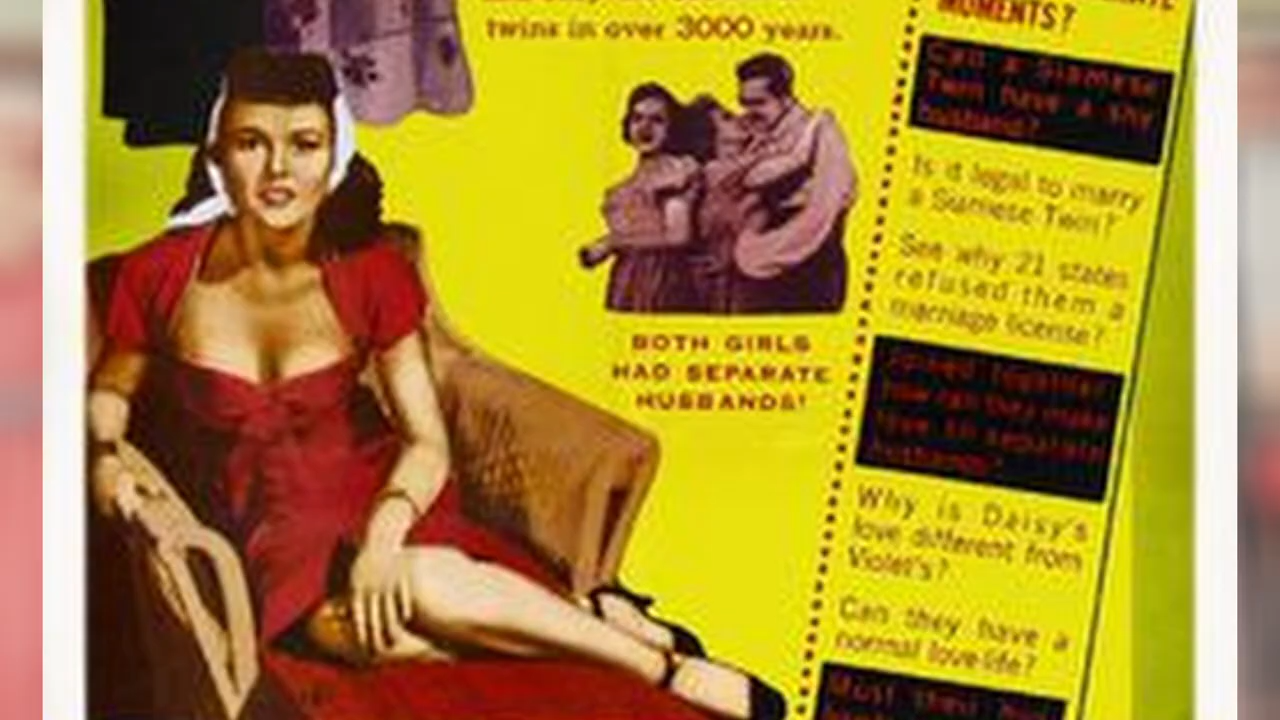 twins in over 3000 years.
BOTH GIRLS
HAD SEPARATE
HUSBANDS!
MOMENTS?
Can a Siamese
Twin have a shy
husband?
Is it legal to marry
a Siamese Twin?
See why 21 states
refused them a
marriage license?
Together
how can they make
love to separate
husbands?
Why is Daisy's
love different from
Violet's?
Can they have a
normal love-life?
Must their